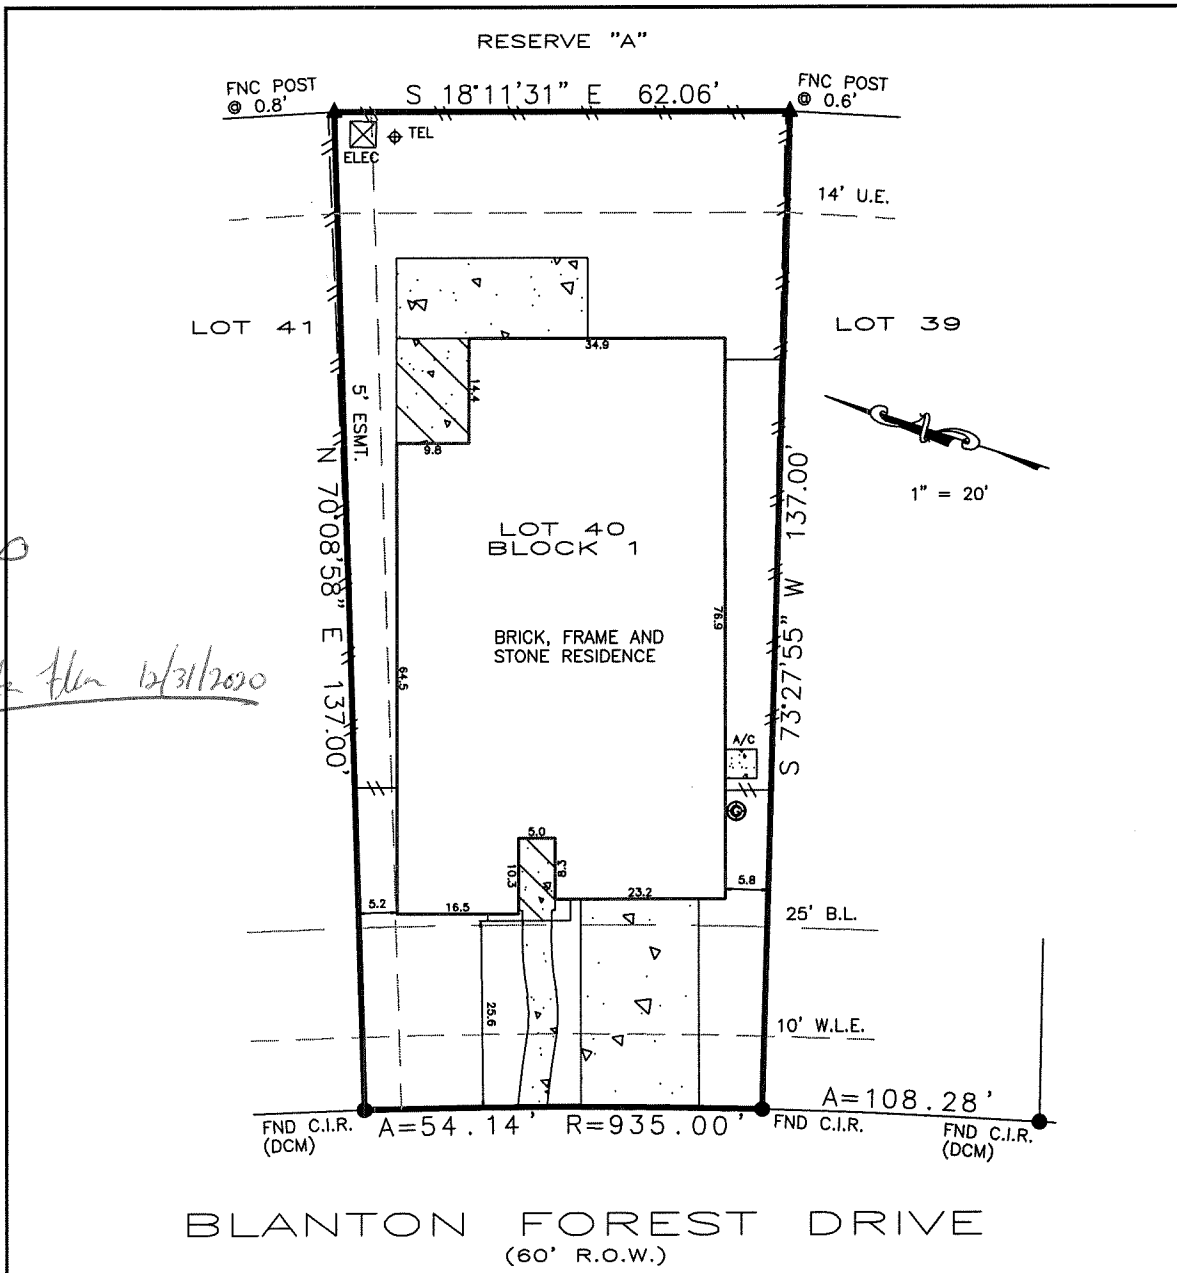 RESERVE "A"
FNC POST
@ 0.8'
S 18°11'31" E 62.06'
FNC POST
@ 0.6'
TEL
ELEC
14' U.E.
LOT 41
LOT 39
34.9
14.4
9.8
5' ESMT.
N 70°08'58" E 137.00'
S 73°27'55" W 137.00'
1" = 20'
LOT 40
BLOCK 1
BRICK, FRAME AND
STONE RESIDENCE
76.9
64.5
12/31/2020
A/C
G
5.0
10.3
8.3
23.2
5.8
5.2
16.5
25' B.L.
25.6
10' W.L.E.
A=108.28'
FND C.I.R.
(DCM)
A=54.14' R=935.00'
FND C.I.R.
FND C.I.R.
(DCM)
BLANTON FOREST DRIVE
(60' R.O.W.)